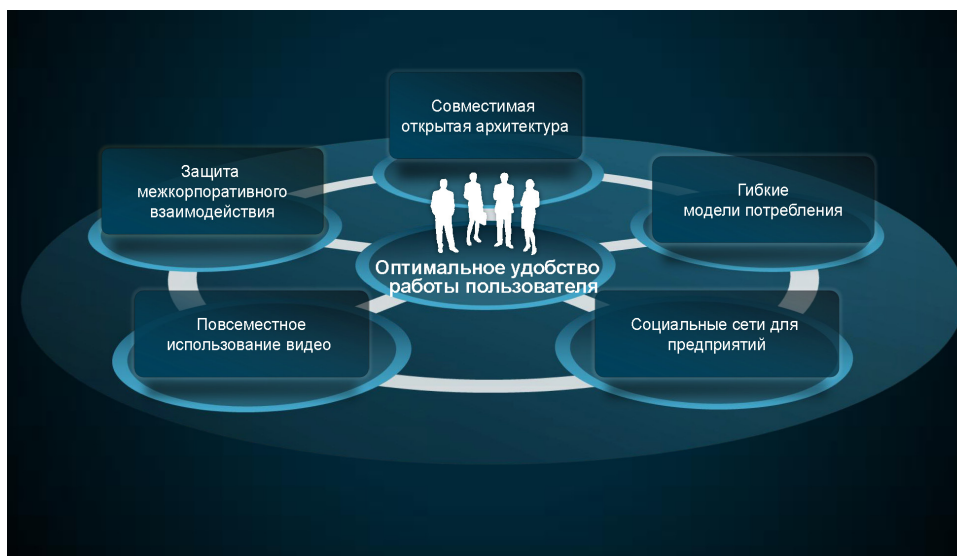 Совместимая
открытая архитектура
Защита
межкорпоративного
взаимодействия
Гибкие
модели потребления
Оптимальное удобство
работы пользователя
Повсеместное
использование видео
Социальные сети для
предприятий